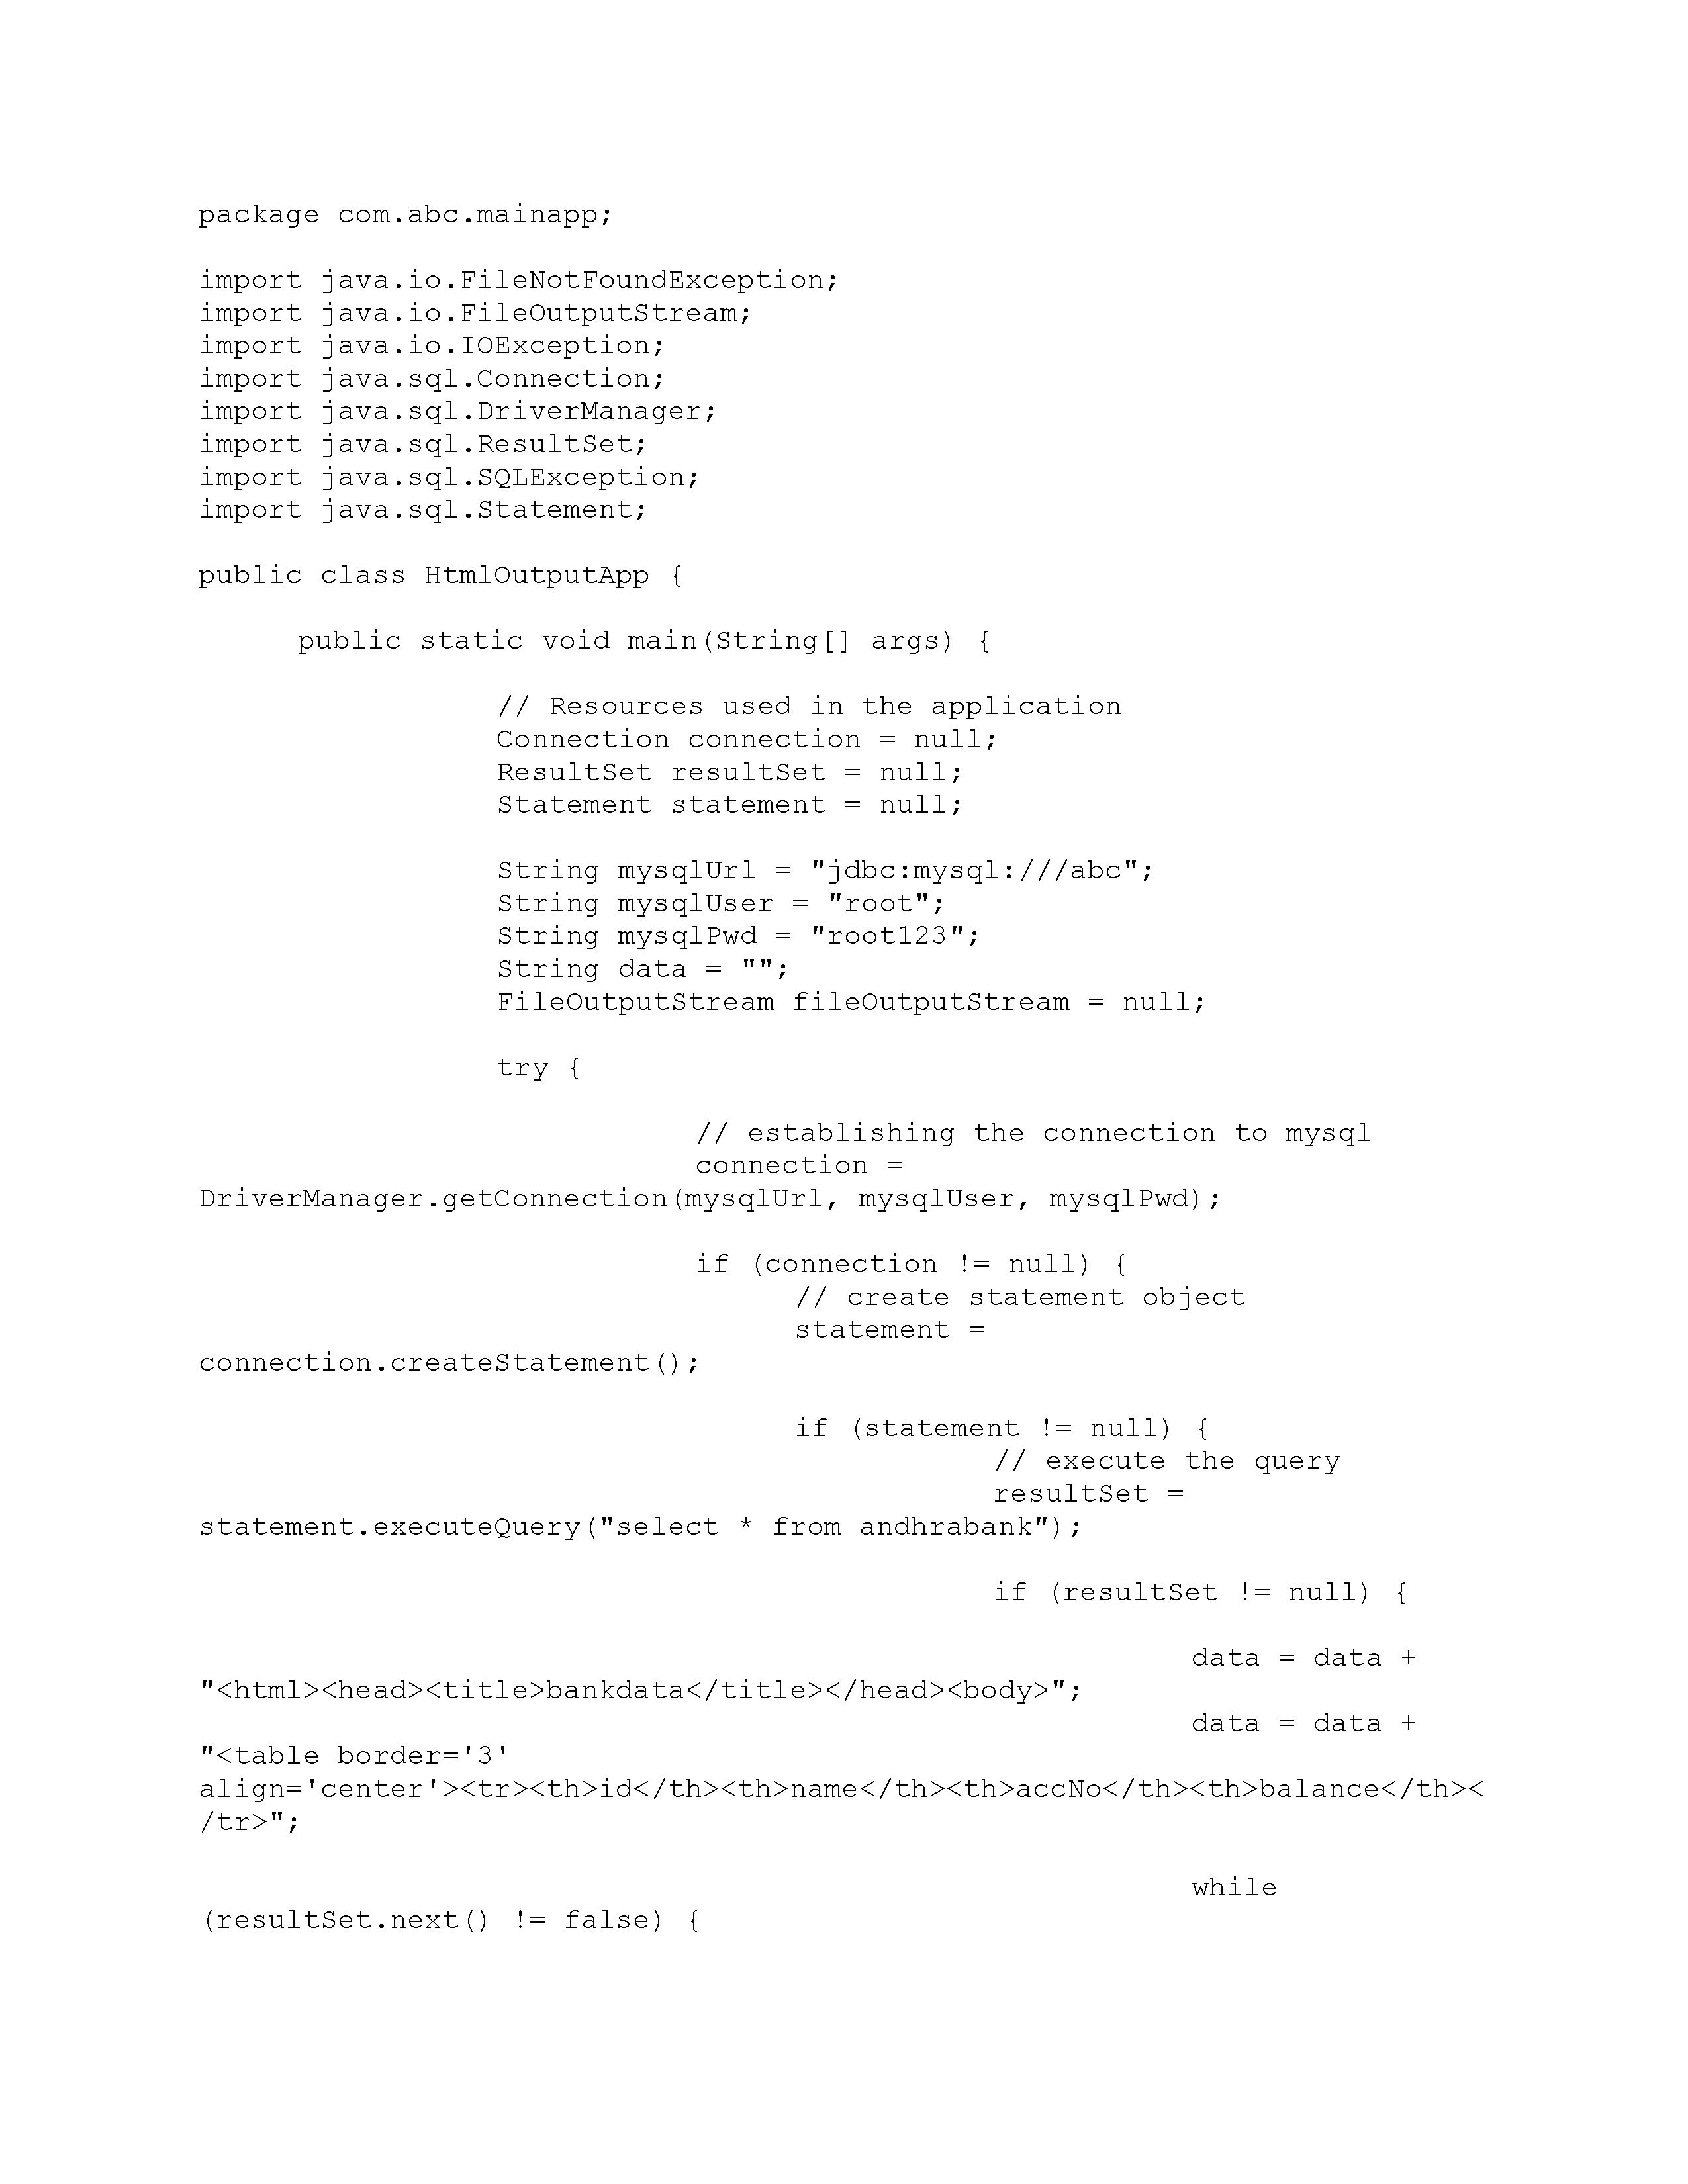 package com.abc.mainapp;
import java.io.FileNotFoundException;
import java.io.FileOutputStream;
import java.io.IOException;
import java.sql.Connection;
import java.sql.DriverManager;
import java.sql.ResultSet;
import java.sql.SQLException;
import java.sql.Statement;
public class HtmlOutputApp {
public static void main(String[] args) {
// Resources used in the application
Connection connection = null;
ResultSet resultSet = null;
Statement statement = null;
String mysqlUrl = "jdbc:mysql:///abc";
String mysqlUser = "root";
String mysqlPwd = "root123";
String data = "";
FileOutputStream fileOutputStream = null;
try {
// establishing the connection to mysql
connection =
DriverManager.getConnection(mysqlUrl, mysqlUser, mysqlPwd);
if (connection != null) {
// create statement object
statement =
connection.createStatement();
if (statement != null) {
// execute the query
resultSet =
statement.executeQuery("select * from andhrabank");
if (resultSet != null) {
data = data +
"<html><head><title>bankdata</title></head><body>";
data = data +
"<table border='3'
align='center'><tr><th>id</th><th>name</th><th>accNo</th><th>balance</th><
/tr>";
while
(resultSet.next() != false) {